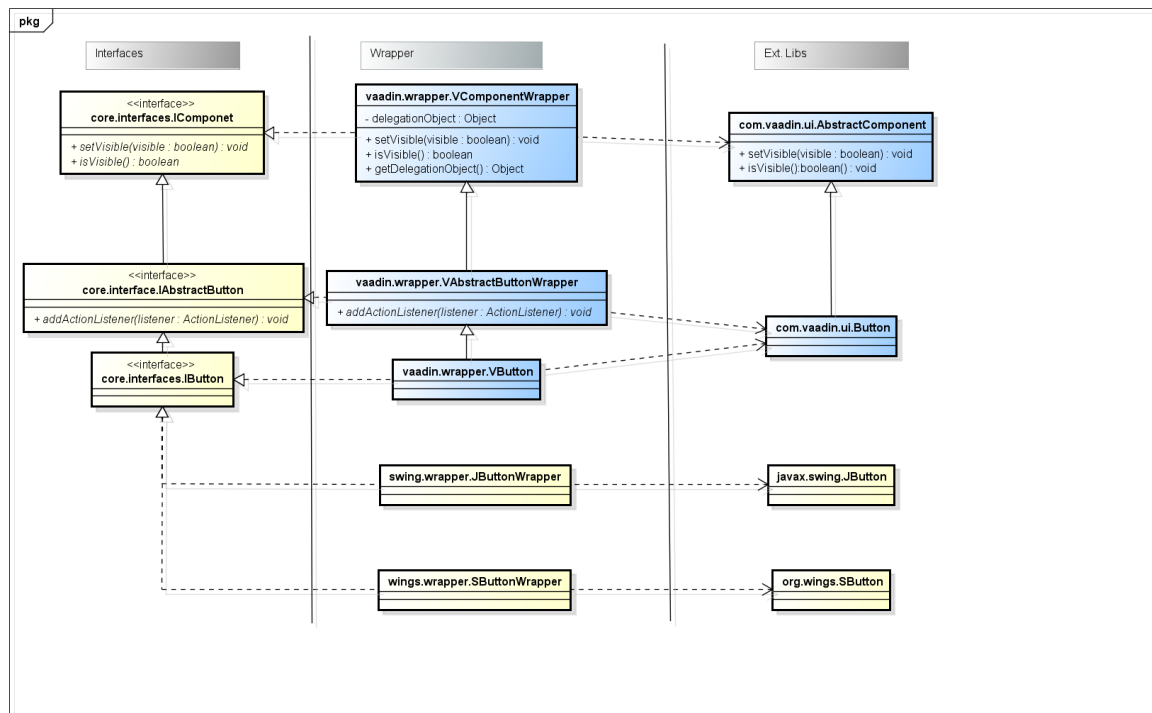 pkg
Interfaces
Wrapper
Ext. Libs
<<interface>>
core.interfaces.IComponet
+ setVisible(visible : boolean) : void
+ isVisible() : boolean
vaadin.wrapper.VComponentWrapper
- delegationObject : Object
+ setVisible(visible : boolean) : void
+ isVisible() : boolean
+ getDelegationObject() : Object
com.vaadin.ui.AbstractComponent
+ setVisible(visible : boolean) : void
+ isVisible():boolean() : void
<<interface>>
core.interface.IAbstractButton
+ addActionListener(listener : ActionListener) : void
vaadin.wrapper.VAbstractButtonWrapper
+ addActionListener(listener : ActionListener) : void
com.vaadin.ui.Button
<<interface>>
core.interfaces.IButton
vaadin.wrapper.VButton
swing.wrapper.JButtonWrapper
javax.swing.JButton
wings.wrapper.SButtonWrapper
org.wings.SButton